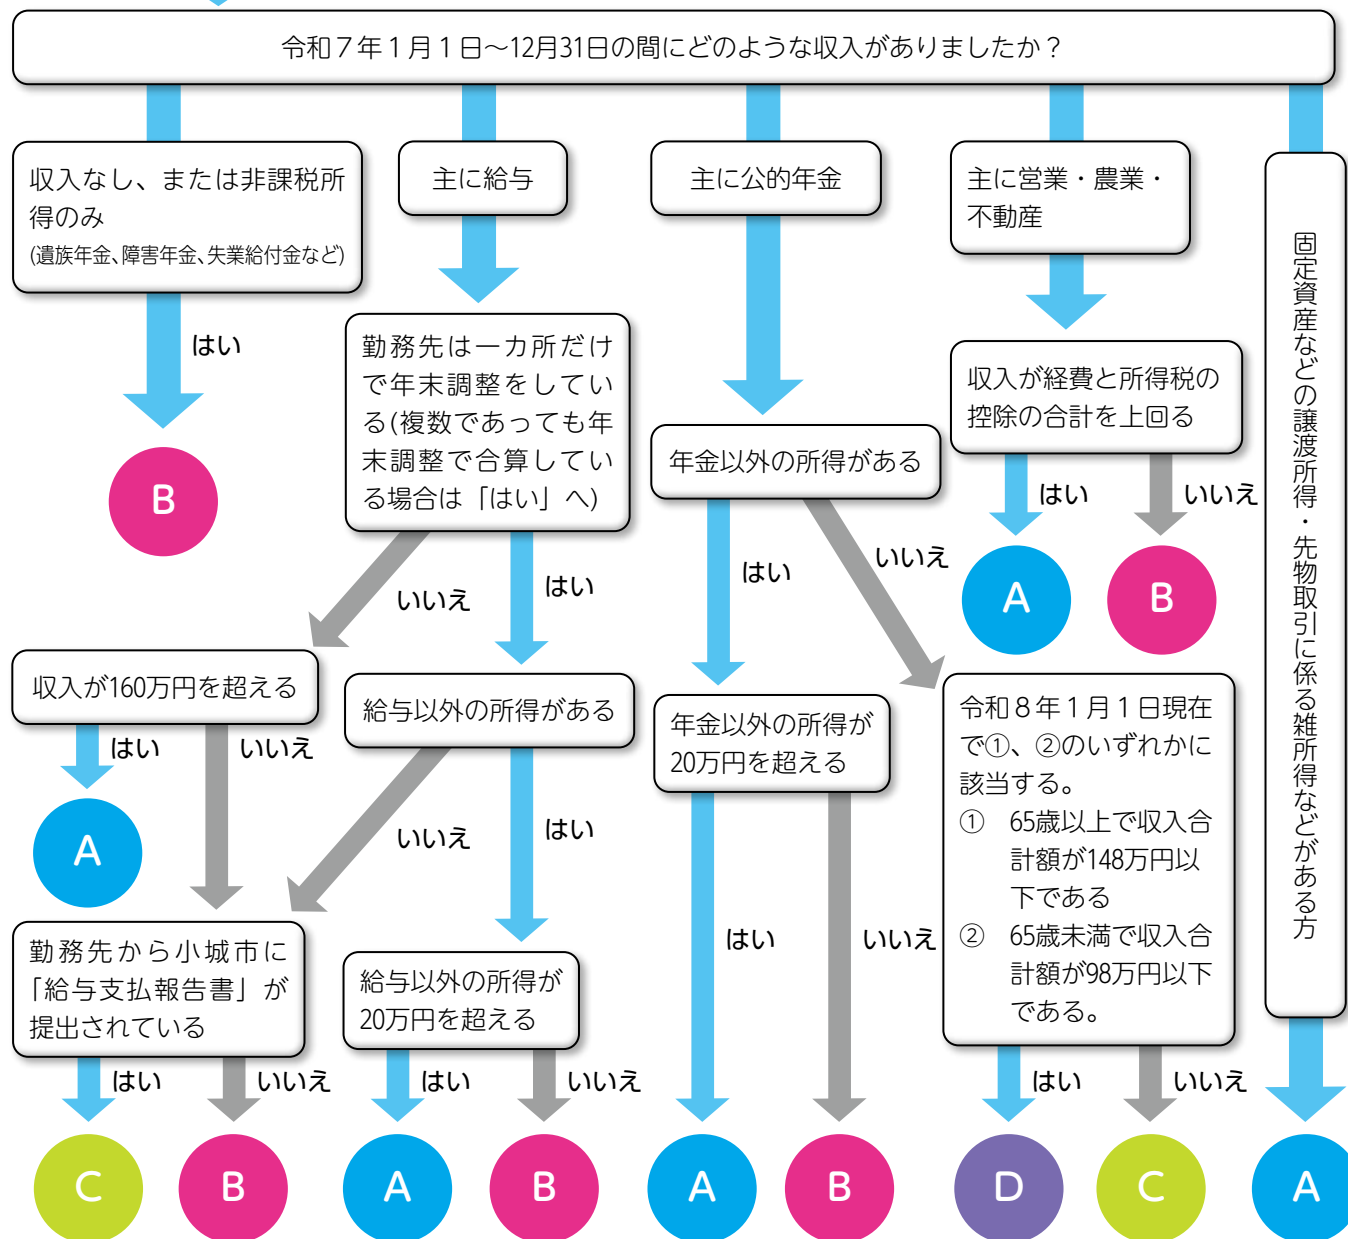 令和７年１月１日～12月31日の間にどのような収入がありましたか？
収入なし、または非課税所
得のみ
(遺族年金、障害年金、失業給付金など)
はい
B
主に給与
勤務先は一カ所だけ
で年末調整をしてい
る(複数であっても年
末調整で合算してい
る場合は「はい」へ)
いいえ
はい
収入が160万円を超える
はい
いいえ
A
給与以外の所得がある
いいえ
はい
勤務先から小城市に
「給与支払報告書」が
提出されている
はい
いいえ
C
B
給与以外の所得が
20万円を超える
はい
いいえ
A
B
主に公的年金
年金以外の所得がある
はい
いいえ
年金以外の所得が
20万円を超える
はい
いいえ
A
B
令和８年１月１日現在
で①、②のいずれかに
該当する。
①　65歳以上で収入合
計額が148万円以
下である
②　65歳未満で収入合
計額が98万円以下
である。
はい
いいえ
D
C
主に営業・農業・
不動産
収入が経費と所得税の
控除の合計を上回る
はい
いいえ
A
B
固定資産などの譲渡所得・先物取引に係る雑所得などがある方
A